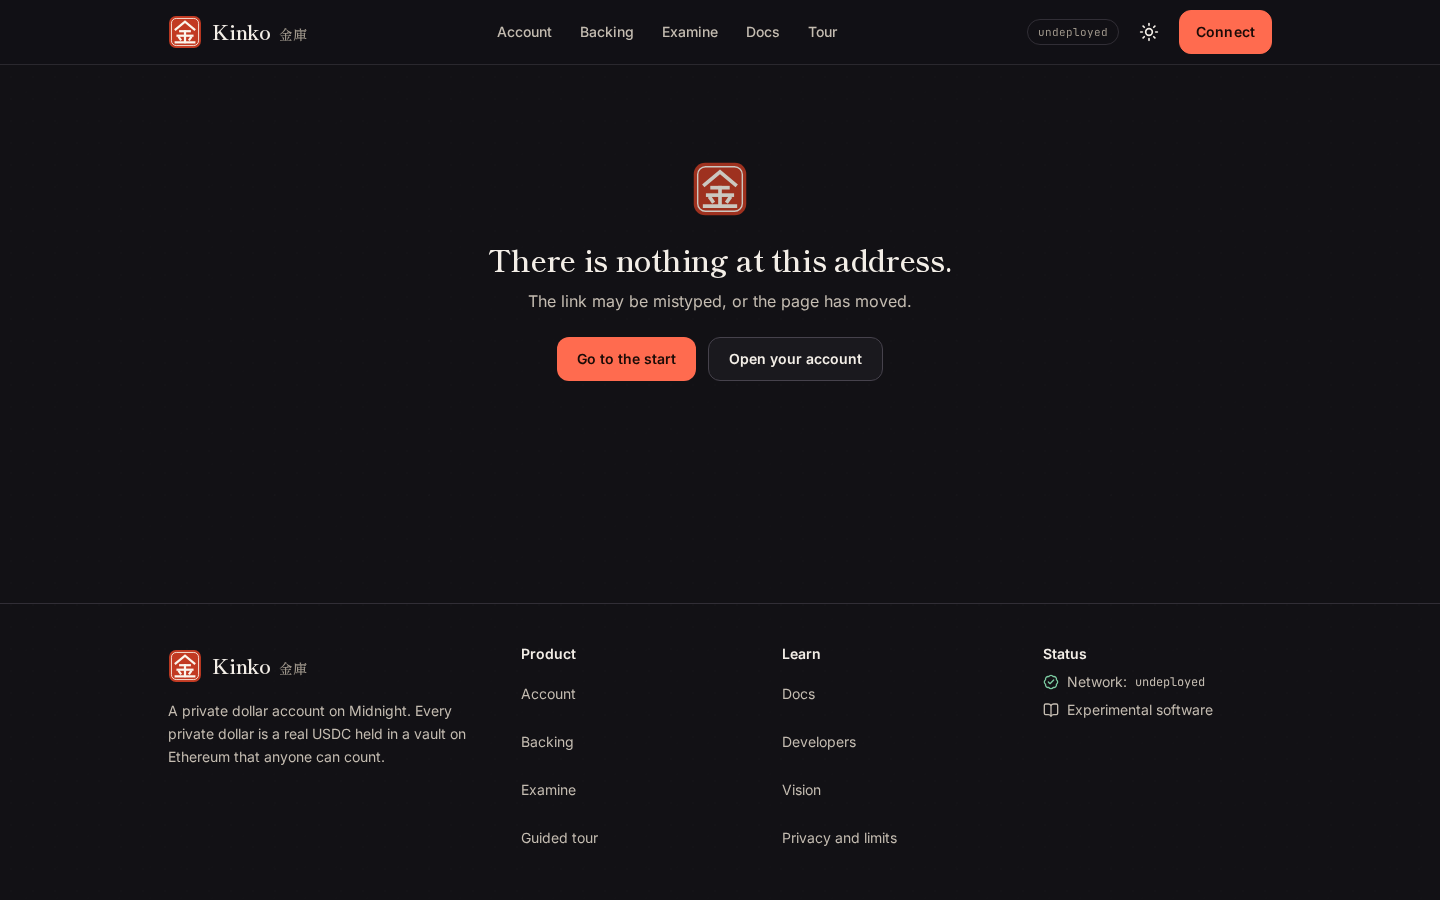 金 Kinko 金庫
Account Backing Examine Docs Tour
undeployed
Connect
金
There is nothing at this address.
The link may be mistyped, or the page has moved.
Go to the start
Open your account
金 Kinko 金庫
A private dollar account on Midnight. Every
private dollar is a real USDC held in a vault on
Ethereum that anyone can count.
Product
Account
Backing
Examine
Guided tour
Learn
Docs
Developers
Vision
Privacy and limits
Status
Network: undeployed
Experimental software